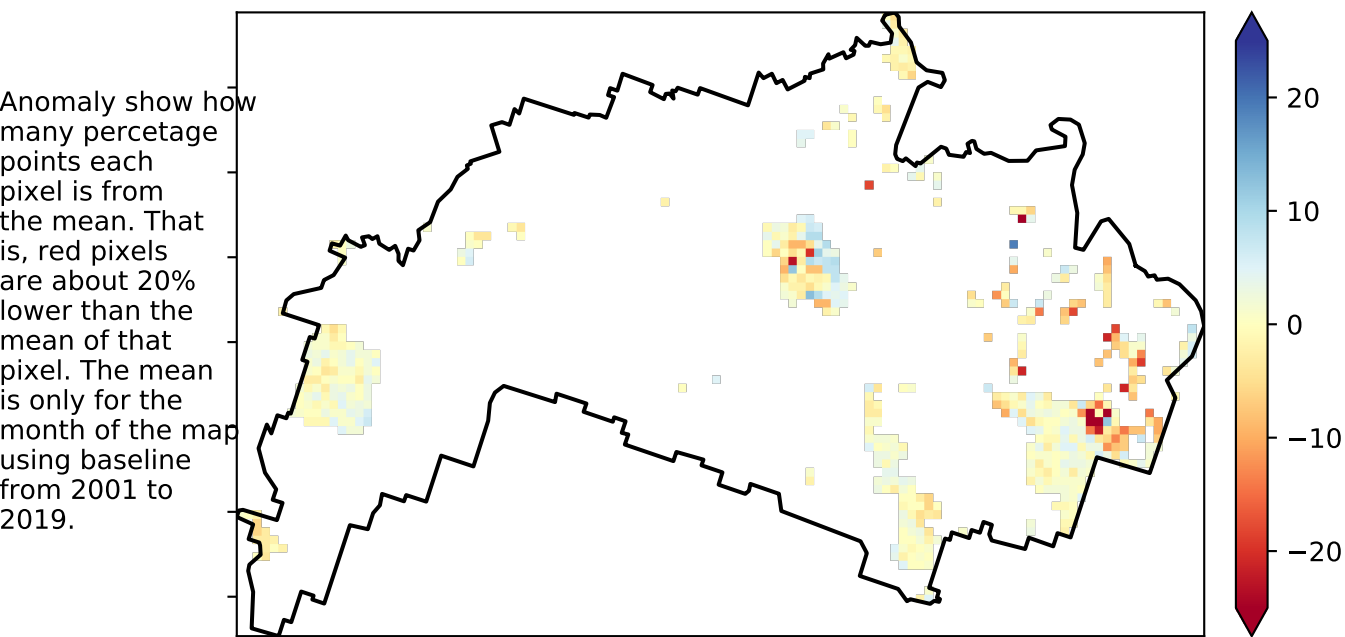 Anomaly show how
many percetage
points each
pixel is from
the mean. That
is, red pixels
are about 20%
lower than the
mean of that
pixel. The mean
is only for the
month of the map
using baseline
from 2001 to
2019.
20
10
0
−10
−20